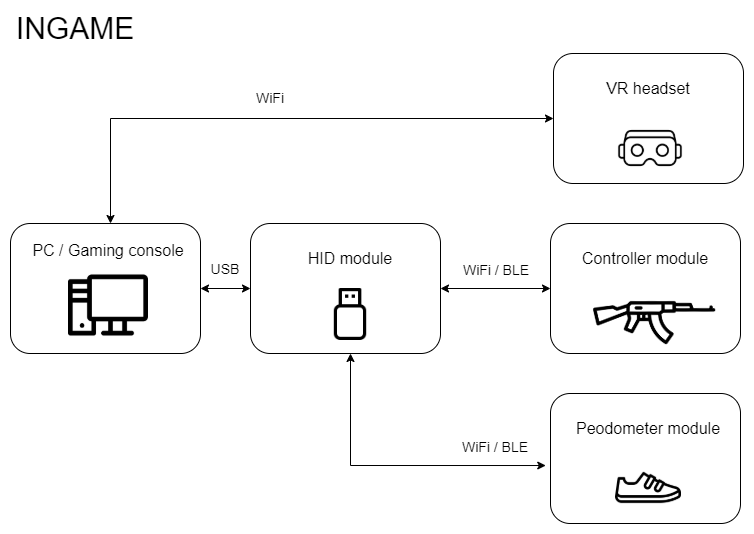 INGAME
VR headset
WiFi
PC / Gaming console
USB
HID module
WiFi / BLE
Controller module
WiFi / BLE
Peodometer module